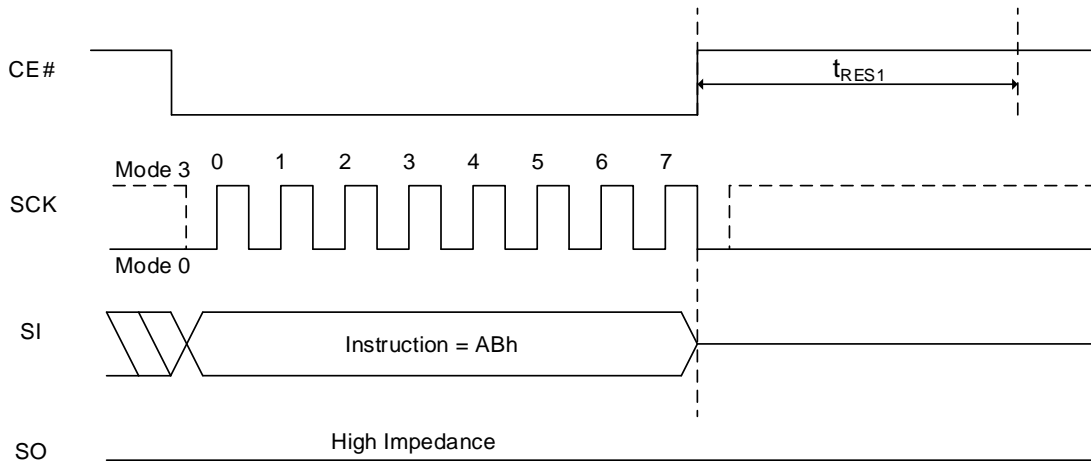 CE#
tRES1
Mode 3 0 1 2 3 4 5 6 7
SCK
Mode 0
SI
Instruction = ABh
High Impedance
SO